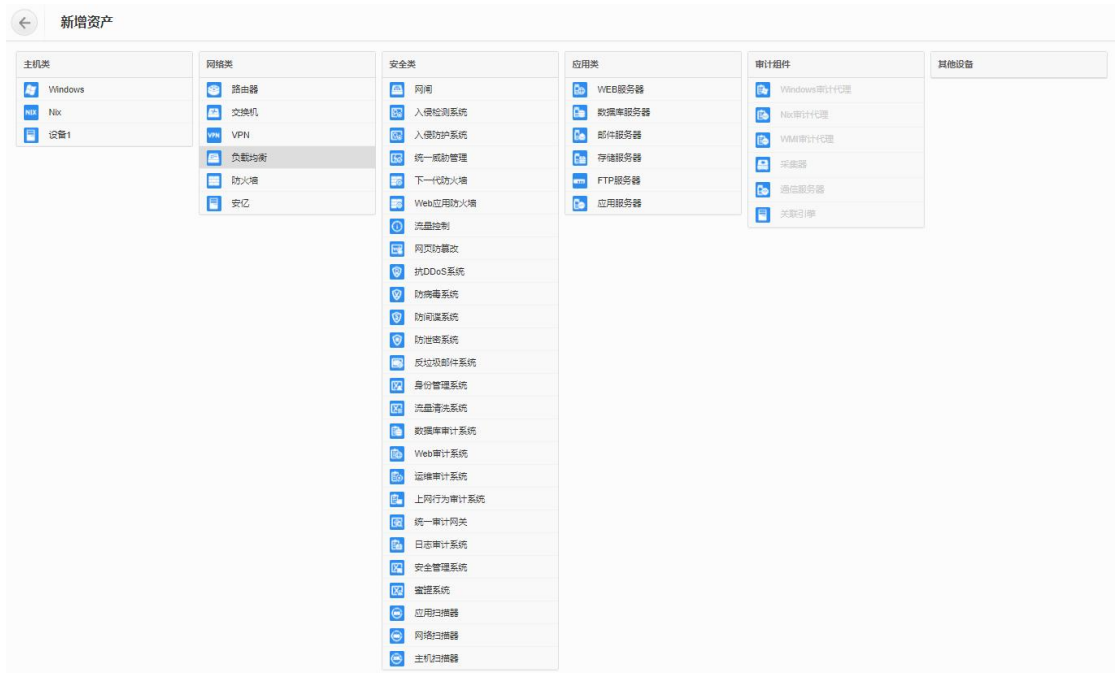 新增资产
主机类
Windows
Nix
设备1
网络类
路由器
交换机
VPN
负载均衡
防火墙
安亿
安全类
网闸
入侵检测系统
入侵防护系统
统一威胁管理
下一代防火墙
Web应用防火墙
流量控制
网页防篡改
抗DDoS系统
防病毒系统
防间谍系统
防泄密系统
反垃圾邮件系统
身份管理系统
流量清洗系统
数据库审计系统
Web审计系统
运维审计系统
上网行为审计系统
统一审计网关
日志审计系统
安全管理系统
蜜罐系统
应用扫描器
网络扫描器
主机扫描器
应用类
WEB服务器
数据库服务器
邮件服务器
存储服务器
FTP服务器
应用服务器
审计组件
Windows审计代理
Nix审计代理
WMI审计代理
采集器
通信服务器
关联引擎
其他设备